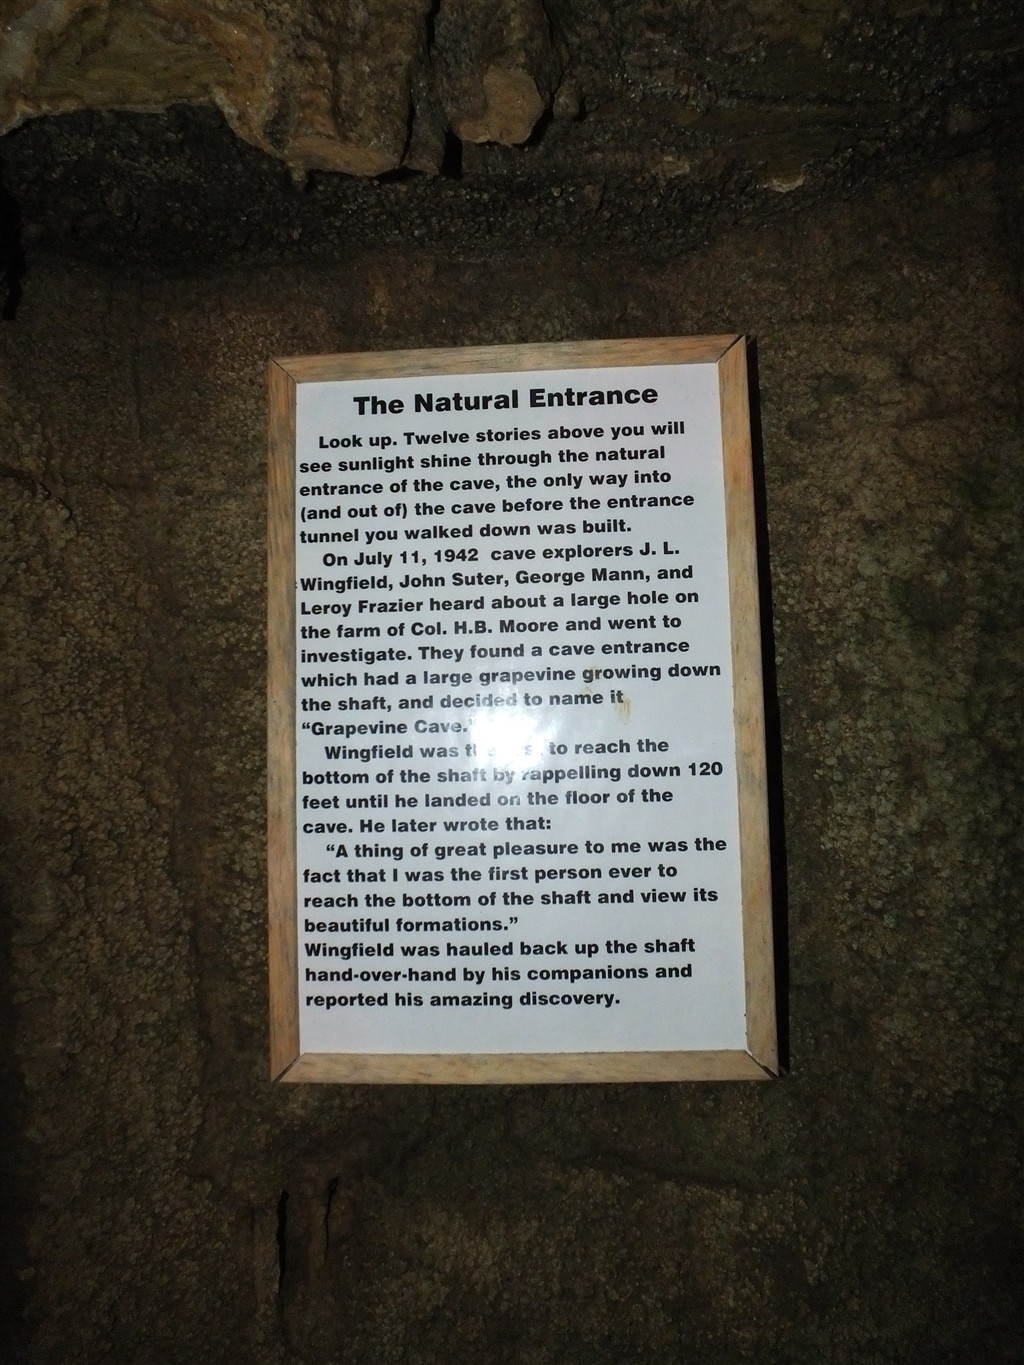 The Natural Entrance
Look up. Twelve stories above you will
see sunlight shine through the natural
entrance of the cave, the only way into
(and out of) the cave before the entrance
tunnel you walked down was built.
On July 11, 1942 cave explorers J. L.
Wingfield, John Suter, George Mann, and
Leroy Frazier heard about a large hole on
the farm of Col. H.B. Moore and went to
investigate. They found a cave entrance
which had a large grapevine growing down
the shaft, and decided to name it
“Grapevine Cave.”
Wingfield was to reach the
bottom of the shaft by rappelling down 120
feet until he landed on the floor of the
cave. He later wrote that:
“A thing of great pleasure to me was the
fact that I was the first person ever to
reach the bottom of the shaft and view its
beautiful formations.”
Wingfield was hauled back up the shaft
hand-over-hand by his companions and
reported his amazing discovery.